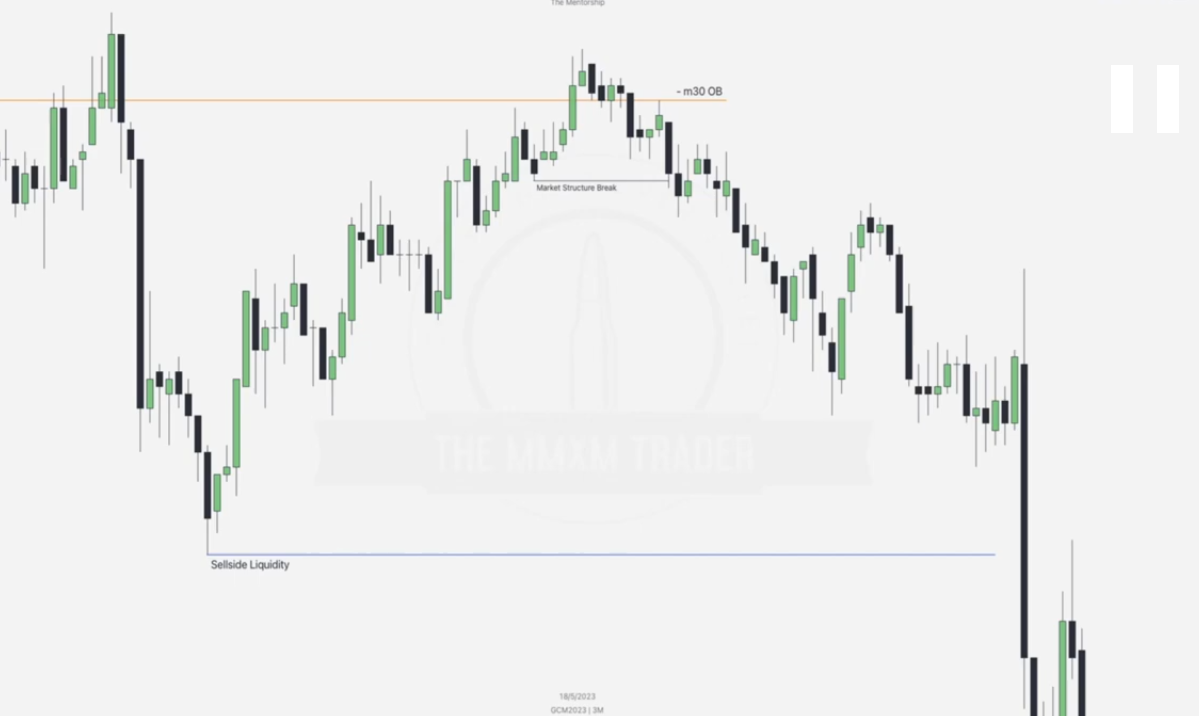 The Mentorship
- m30 OB
Market Structure Break
THE MMXM TRADER
Sellside Liquidity
18/5/2023
GCM2023 | 3M